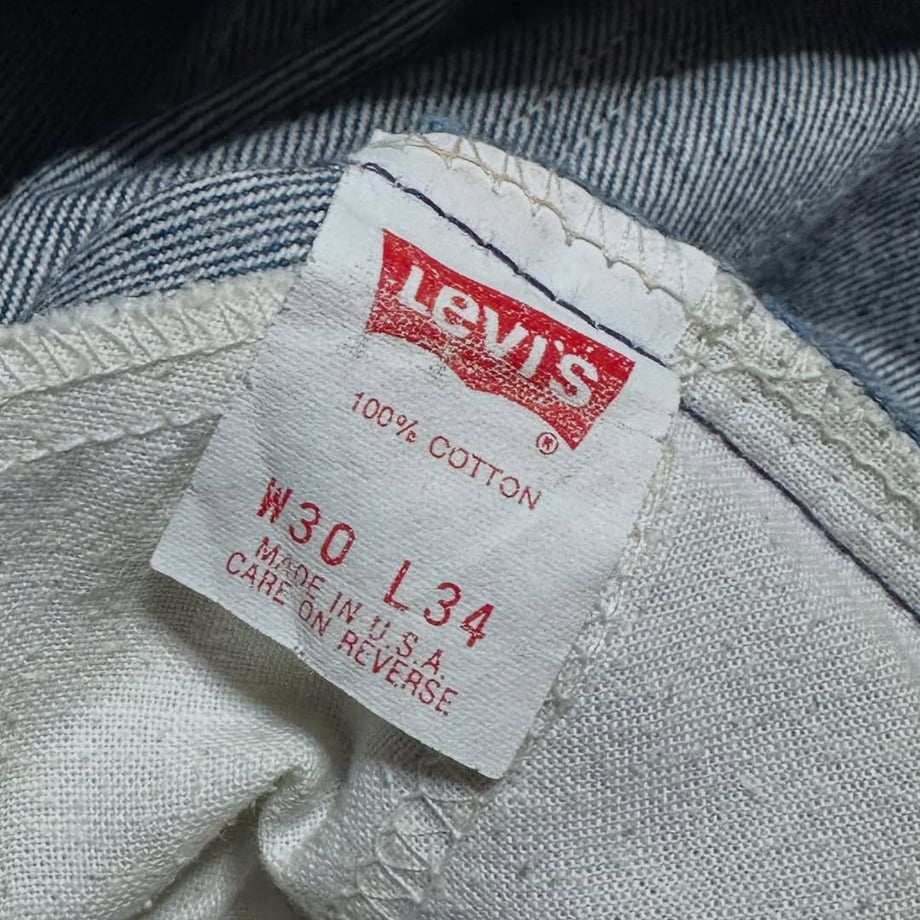 Levi's
®
100% COTTON
W30 L34
MADE IN U.S.A.
CARE ON REVERSE